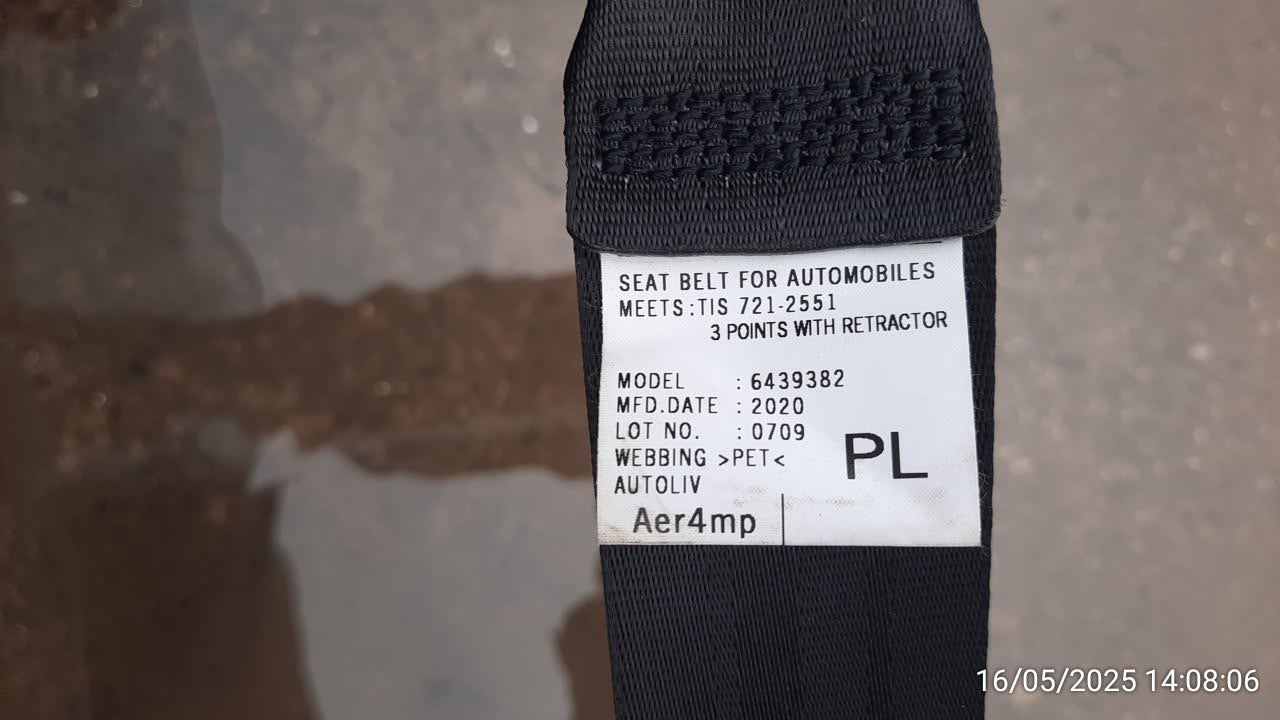 SEAT BELT FOR AUTOMOBILES
MEETS:TIS 721-2551
3 POINTS WITH RETRACTOR
MODEL : 6439382
MFD.DATE : 2020
LOT NO. : 0709
WEBBING >PET<
PL
AUTOLIV
Aer4mp
16/05/2025 14:08:06